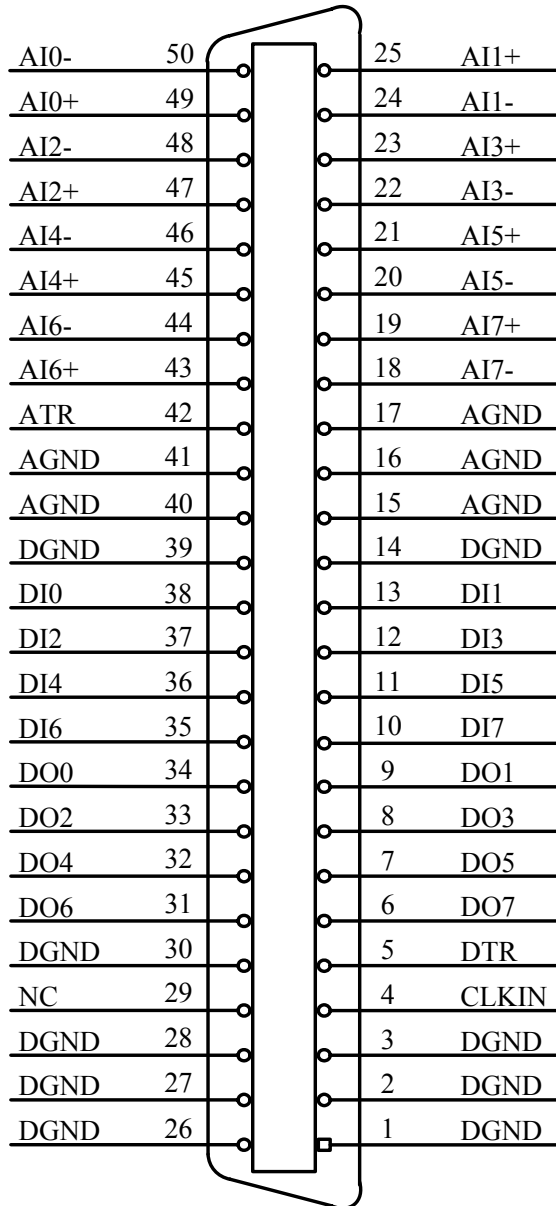 AI0- 50 25 AI1+
AI0+ 49 24 AI1-
AI2- 48 23 AI3+
AI2+ 47 22 AI3-
AI4- 46 21 AI5+
AI4+ 45 20 AI5-
AI6- 44 19 AI7+
AI6+ 43 18 AI7-
ATR 42 17 AGND
AGND 41 16 AGND
AGND 40 15 AGND
DGND 39 14 DGND
DI0 38 13 DI1
DI2 37 12 DI3
DI4 36 11 DI5
DI6 35 10 DI7
DO0 34 9 DO1
DO2 33 8 DO3
DO4 32 7 DO5
DO6 31 6 DO7
DGND 30 5 DTR
NC 29 4 CLKIN
DGND 28 3 DGND
DGND 27 2 DGND
DGND 26 1 DGND